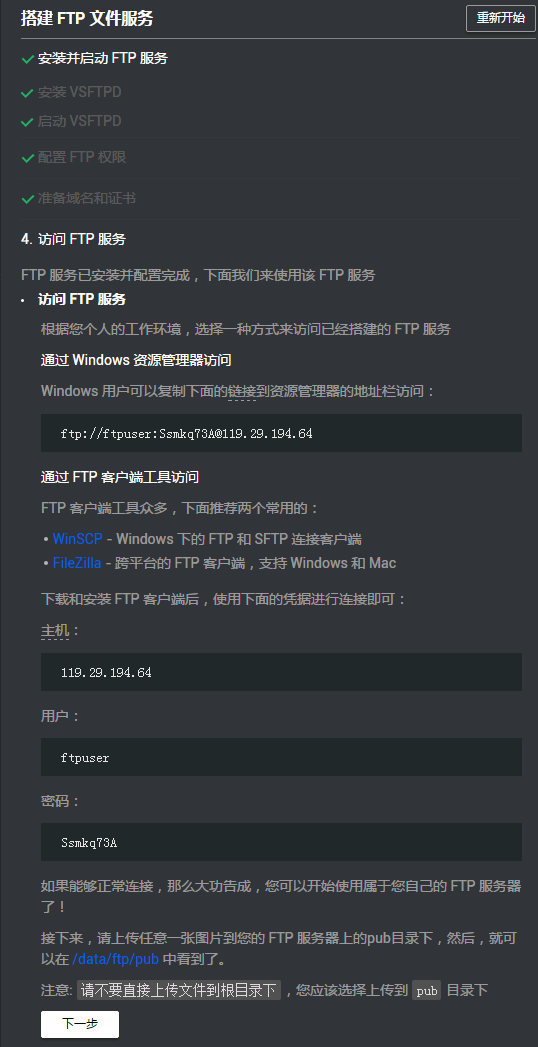 搭建 FTP 文件服务
重新开始
安装并启动 FTP 服务
安装 VSFTPD
启动 VSFTPD
配置 FTP 权限
准备域名和证书
4. 访问 FTP 服务
FTP 服务已安装并配置完成，下面我们来使用该 FTP 服务
• 访问 FTP 服务
根据您个人的工作环境，选择一种方式来访问已经搭建的 FTP 服务
通过 Windows 资源管理器访问
Windows 用户可以复制下面的链接到资源管理器的地址栏访问：
ftp://ftpuser:Ssmkq73A@119.29.194.64
通过 FTP 客户端工具访问
FTP 客户端工具众多，下面推荐两个常用的：
• WinSCP - Windows 下的 FTP 和 SFTP 连接客户端
• FileZilla - 跨平台的 FTP 客户端，支持 Windows 和 Mac
下载和安装 FTP 客户端后，使用下面的凭据进行连接即可：
主机：
119.29.194.64
用户：
ftpuser
密码：
Ssmkq73A
如果能够正常连接，那么大功告成，您可以开始使用属于您自己的 FTP 服务器
了！
接下来，请上传任意一张图片到您的 FTP 服务器上的pub目录下，然后，就可
以在 /data/ftp/pub 中看到了。
注意: 请不要直接上传文件到根目录下 ，您应该选择上传到 pub 目录下
下一步